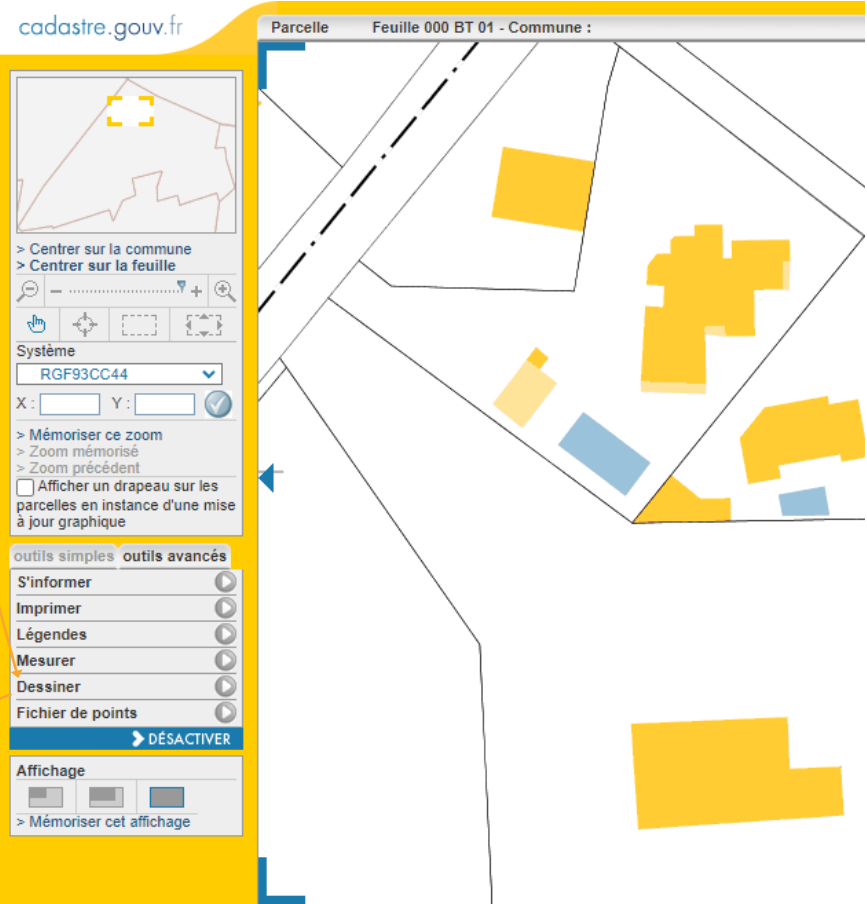 cadastre.gouv.fr
Parcelle Feuille 000 BT 01 - Commune :
> Centrer sur la commune
> Centrer sur la feuille
Système
RGF93CC44
X : Y :
> Mémoriser ce zoom
> Zoom mémorisé
> Zoom précédent
Afficher un drapeau sur les
parcelles en instance d'une mise
à jour graphique
outils simples outils avancés
S'informer
Imprimer
Légendes
Mesurer
Dessiner
Fichier de points
DÉSACTIVER
Affichage
> Mémoriser cet affichage